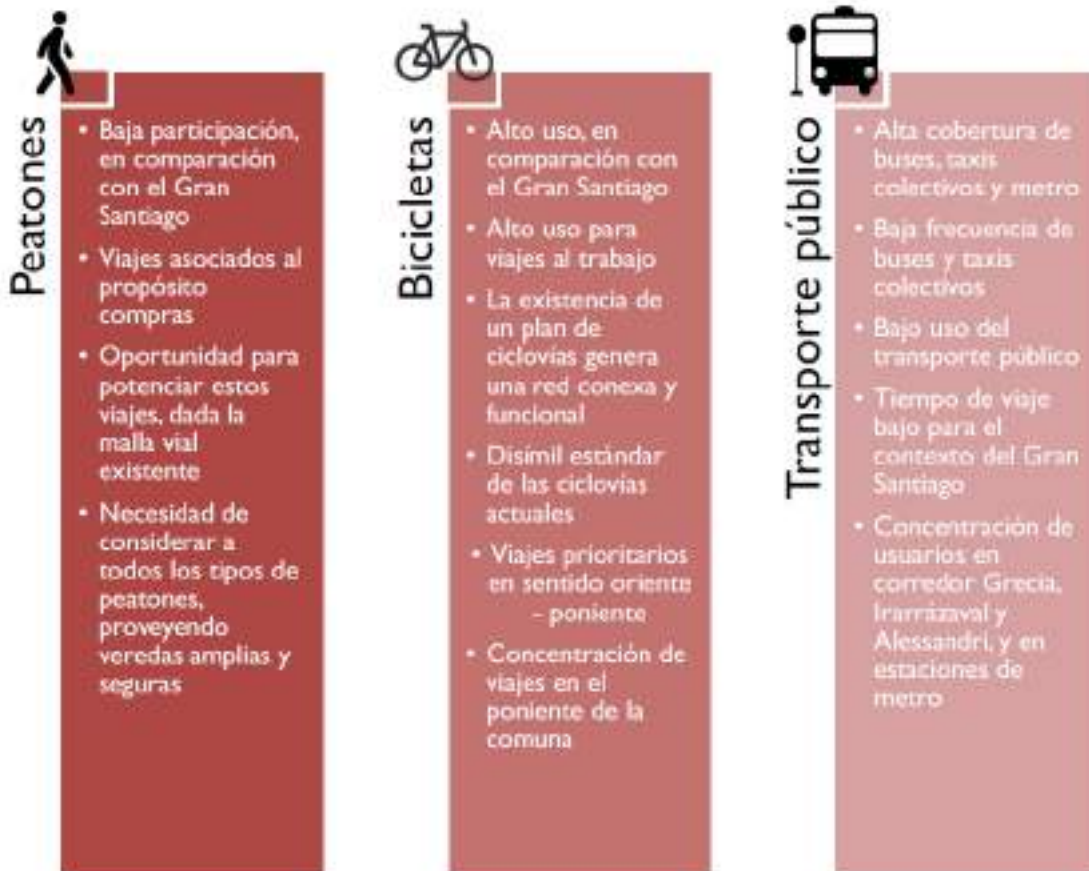 Peatones
• Baja participación,
en comparación
con el Gran
Santiago
• Viajes asociados al
propósito
compras
• Oportunidad para
potenciar estos
viajes, dada la
malla vial
existente
• Necesidad de
considerar a
todos los tipos de
peatones,
proveyendo
veredas amplias y
seguras
Bicicletas
• Alto uso, en
comparación con
el Gran Santiago
• Alto uso para
viajes al trabajo
• La existencia de
un plan de
ciclovías genera
una red conexa y
funcional
• Disímil estándar
de las ciclovías
actuales
• Viajes prioritarios
en sentido oriente
- poniente
• Concentración de
viajes en el
poniente de la
comuna
Transporte público
• Alta cobertura de
buses, taxis
colectivos y metro
• Baja frecuencia de
buses y taxis
colectivos
• Bajo uso del
transporte público
• Tiempo de viaje
bajo para el
contexto del Gran
Santiago
• Concentración de
usuarios en
corredor Grecia,
Irarrázaval y
Alessandri, y en
estaciones de
metro